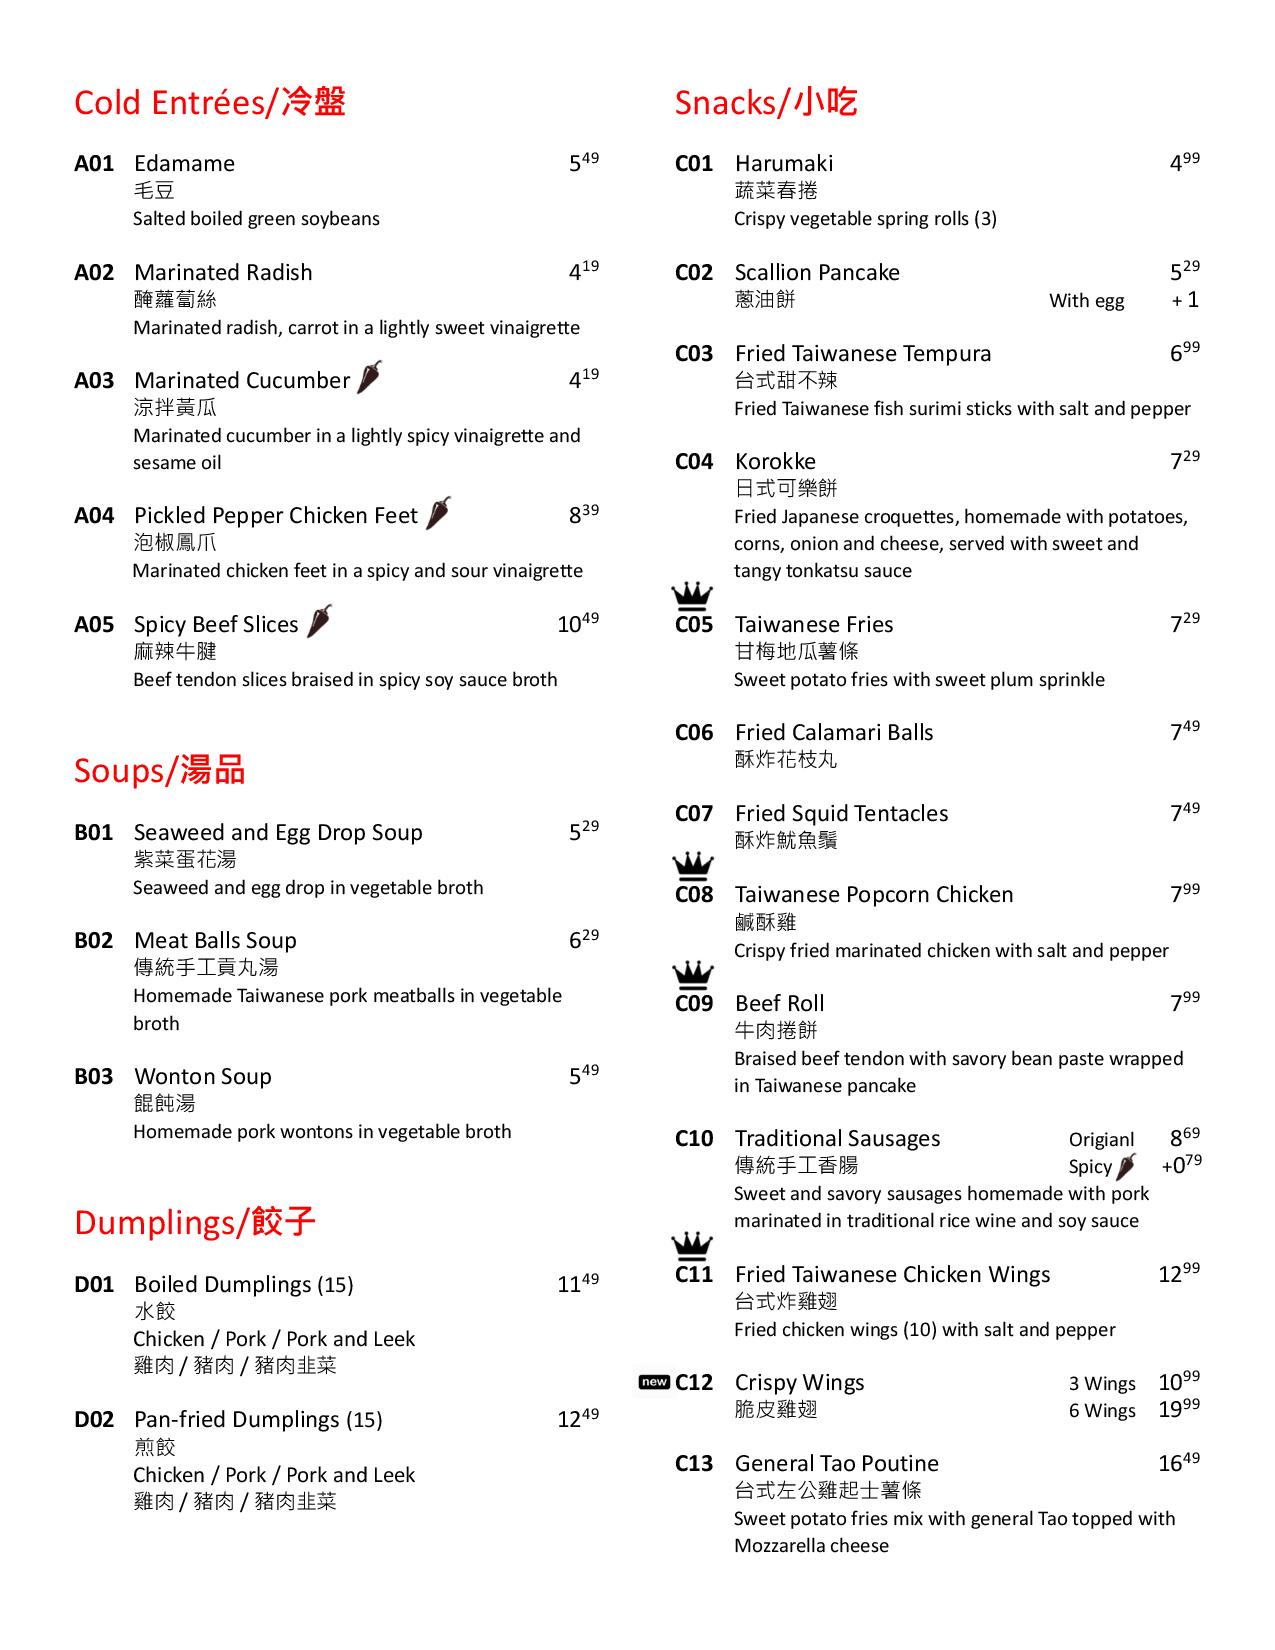 Cold Entrées/冷盤
A01 Edamame 5.49
毛豆
Salted boiled green soybeans
A02 Marinated Radish 4.19
醃蘿蔔絲
Marinated radish, carrot in a lightly sweet vinaigrette
A03 Marinated Cucumber 4.19
涼拌黃瓜
Marinated cucumber in a lightly spicy vinaigrette and
sesame oil
A04 Pickled Pepper Chicken Feet 8.39
泡椒鳳爪
Marinated chicken feet in a spicy and sour vinaigrette
A05 Spicy Beef Slices 10.49
麻辣牛腱
Beef tendon slices braised in spicy soy sauce broth
Soups/湯品
B01 Seaweed and Egg Drop Soup 5.29
紫菜蛋花湯
Seaweed and egg drop in vegetable broth
B02 Meat Balls Soup 6.29
傳統手工貢丸湯
Homemade Taiwanese pork meatballs in vegetable
broth
B03 Wonton Soup 5.49
餛飩湯
Homemade pork wontons in vegetable broth
Dumplings/餃子
D01 Boiled Dumplings (15) 11.49
水餃
Chicken / Pork / Pork and Leek
雞肉 / 豬肉 / 豬肉韭菜
D02 Pan-fried Dumplings (15) 12.49
煎餃
Chicken / Pork / Pork and Leek
雞肉 / 豬肉 / 豬肉韭菜
Snacks/小吃
C01 Harumaki 4.99
蔬菜春捲
Crispy vegetable spring rolls (3)
C02 Scallion Pancake 5.29
蔥油餅 With egg + 1
C03 Fried Taiwanese Tempura 6.99
台式甜不辣
Fried Taiwanese fish surimi sticks with salt and pepper
C04 Korokke 7.29
日式可樂餅
Fried Japanese croquettes, homemade with potatoes,
corns, onion and cheese, served with sweet and
tangy tonkatsu sauce
C05 Taiwanese Fries 7.29
甘梅地瓜薯條
Sweet potato fries with sweet plum sprinkle
C06 Fried Calamari Balls 7.49
酥炸花枝丸
C07 Fried Squid Tentacles 7.49
酥炸魷魚鬚
C08 Taiwanese Popcorn Chicken 7.99
鹹酥雞
Crispy fried marinated chicken with salt and pepper
C09 Beef Roll 7.99
牛肉捲餅
Braised beef tendon with savory bean paste wrapped
in Taiwanese pancake
C10 Traditional Sausages Origianl 8.69
傳統手工香腸 Spicy +0.79
Sweet and savory sausages homemade with pork
marinated in traditional rice wine and soy sauce
C11 Fried Taiwanese Chicken Wings 12.99
台式炸雞翅
Fried chicken wings (10) with salt and pepper
new C12 Crispy Wings 3 Wings 10.99
脆皮雞翅 6 Wings 19.99
C13 General Tao Poutine 16.49
台式左公雞起士薯條
Sweet potato fries mix with general Tao topped with
Mozzarella cheese